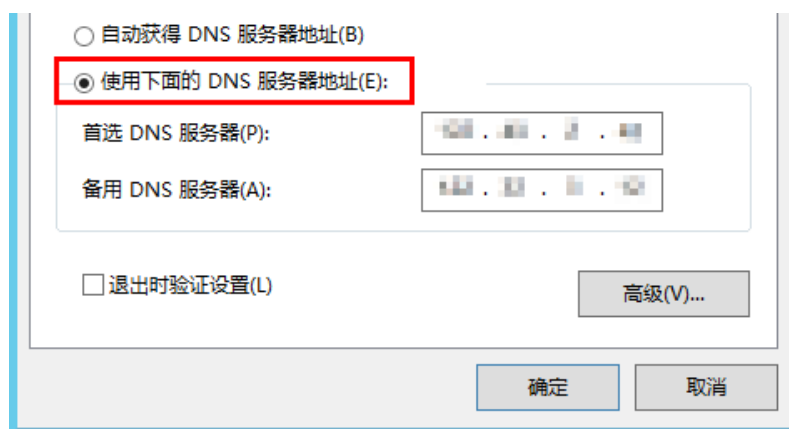 自动获得 DNS 服务器地址(B)
使用下面的 DNS 服务器地址(E):
首选 DNS 服务器(P):
备用 DNS 服务器(A):
退出时验证设置(L)
高级(V)...
确定
取消